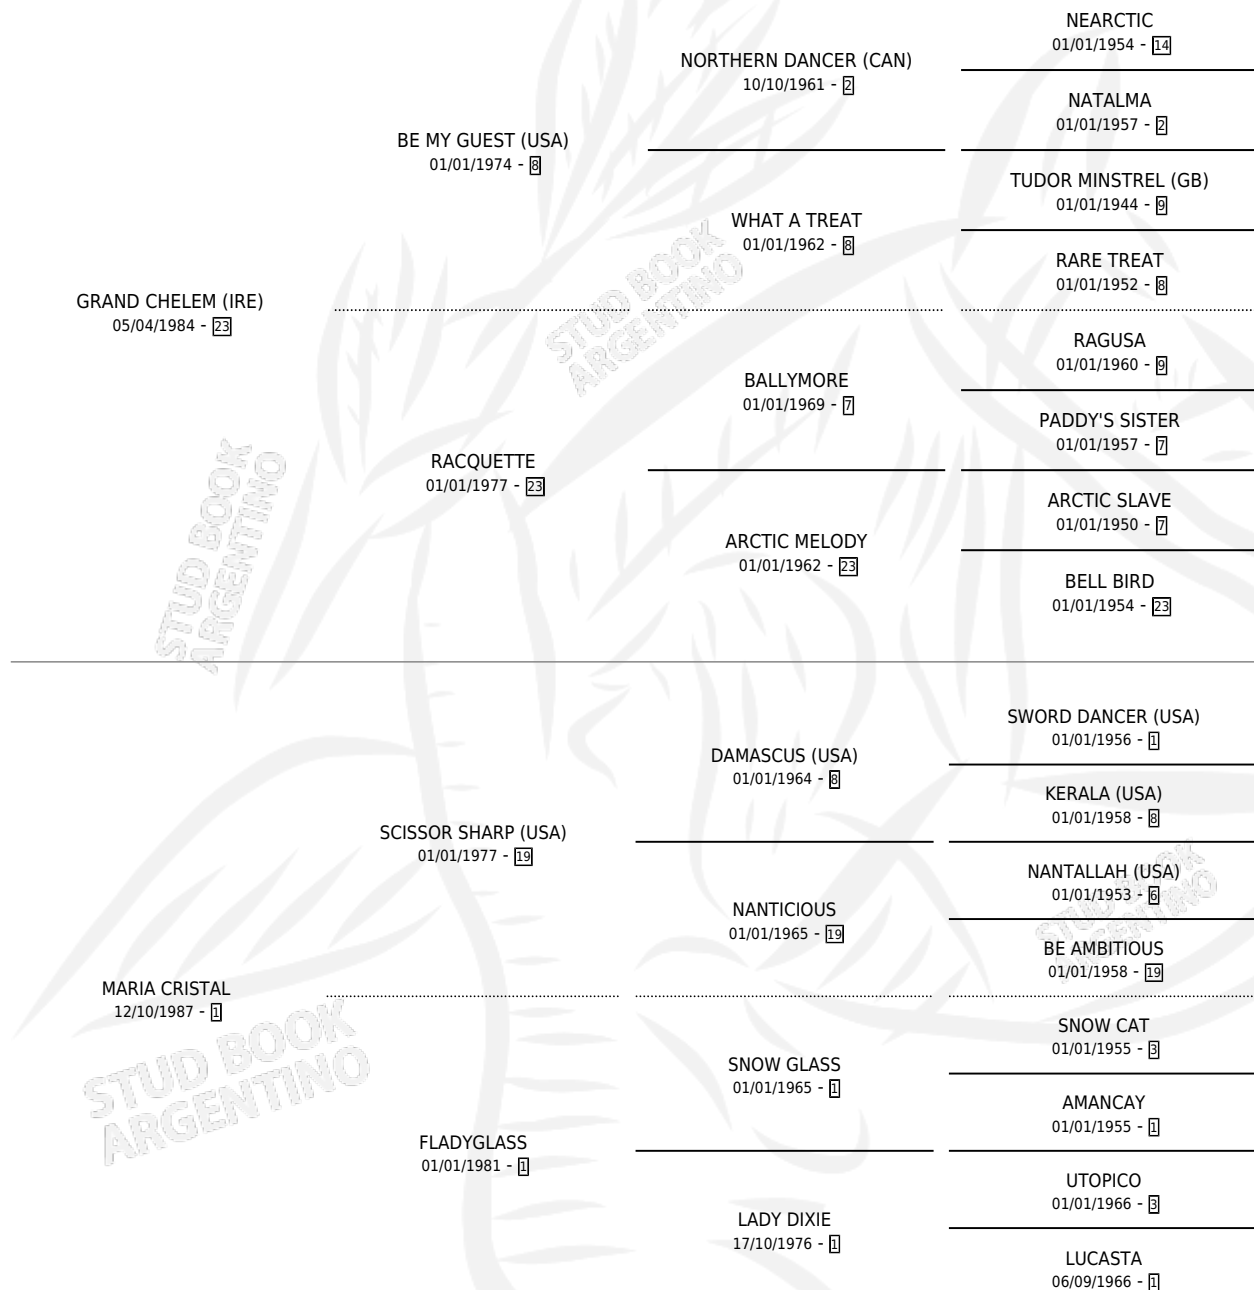 NEARCTIC
01/01/1954 - 14
NORTHERN DANCER (CAN)
10/10/1961 - 2
NATALMA
01/01/1957 - 2
BE MY GUEST (USA)
01/01/1974 - 8
TUDOR MINSTREL (GB)
01/01/1944 - 9
WHAT A TREAT
01/01/1962 - 8
RARE TREAT
01/01/1952 - 8
GRAND CHELEM (IRE)
05/04/1984 - 23
STUD BOOK
ARGENTINO
RAGUSA
01/01/1960 - 9
BALLYMORE
01/01/1969 - 7
PADDY'S SISTER
01/01/1957 - 7
RACQUETTE
01/01/1977 - 23
ARCTIC SLAVE
01/01/1950 - 7
ARCTIC MELODY
01/01/1962 - 23
BELL BIRD
01/01/1954 - 23
STUD BOOK
ARGENTINO
SWORD DANCER (USA)
01/01/1956 - 1
DAMASCUS (USA)
01/01/1964 - 8
KERALA (USA)
01/01/1958 - 8
SCISSOR SHARP (USA)
01/01/1977 - 19
NANTALLAH (USA)
01/01/1953 - 6
NANTICIOUS
01/01/1965 - 19
STUD BOOK
ARGENTINO
BE AMBITIOUS
01/01/1958 - 19
MARIA CRISTAL
12/10/1987 - 1
SNOW CAT
01/01/1955 - 3
SNOW GLASS
01/01/1965 - 1
AMANCAY
01/01/1955 - 1
STUD BOOK
ARGENTINO
FLADYGLASS
01/01/1981 - 1
UTOPICO
01/01/1966 - 3
LADY DIXIE
17/10/1976 - 1
LUCASTA
06/09/1966 - 1